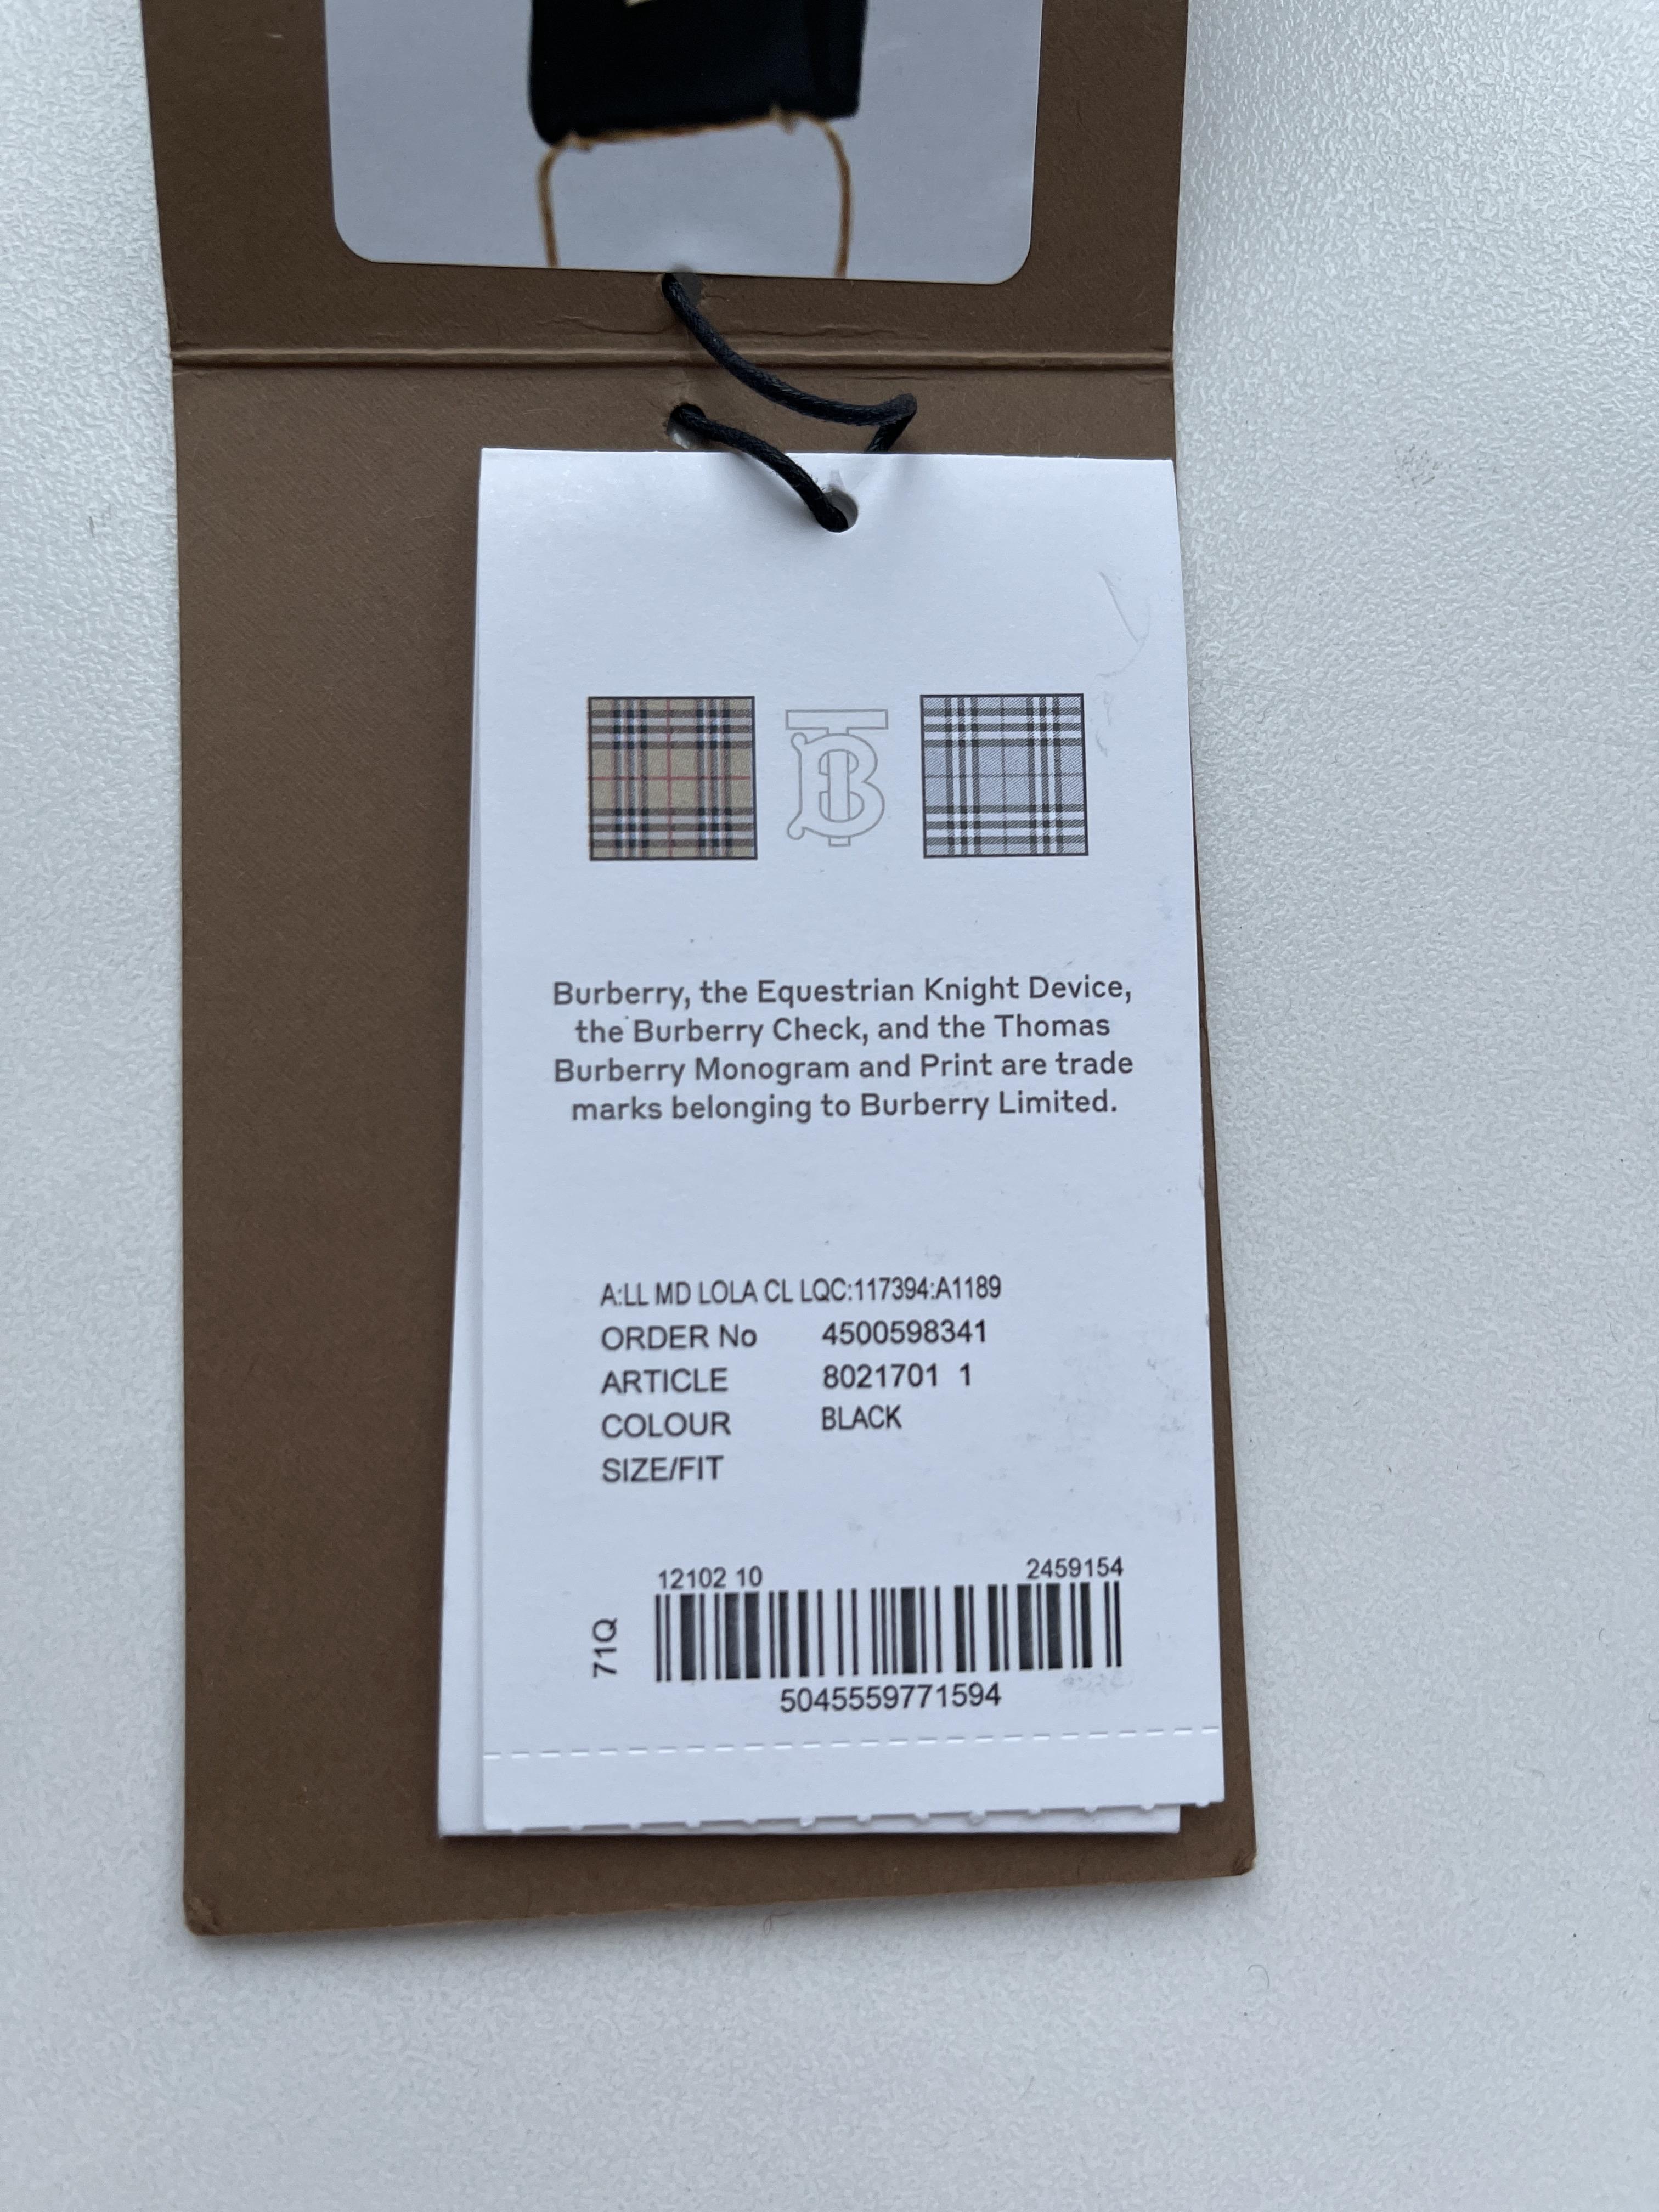 Burberry, the Equestrian Knight Device,
the Burberry Check, and the Thomas
Burberry Monogram and Print are trade
marks belonging to Burberry Limited.
A:LL MD LOLA CL LQC:117394:A1189
ORDER No 4500598341
ARTICLE 8021701 1
COLOUR BLACK
SIZE/FIT
12102 10 2459154
71Q
5045559771594